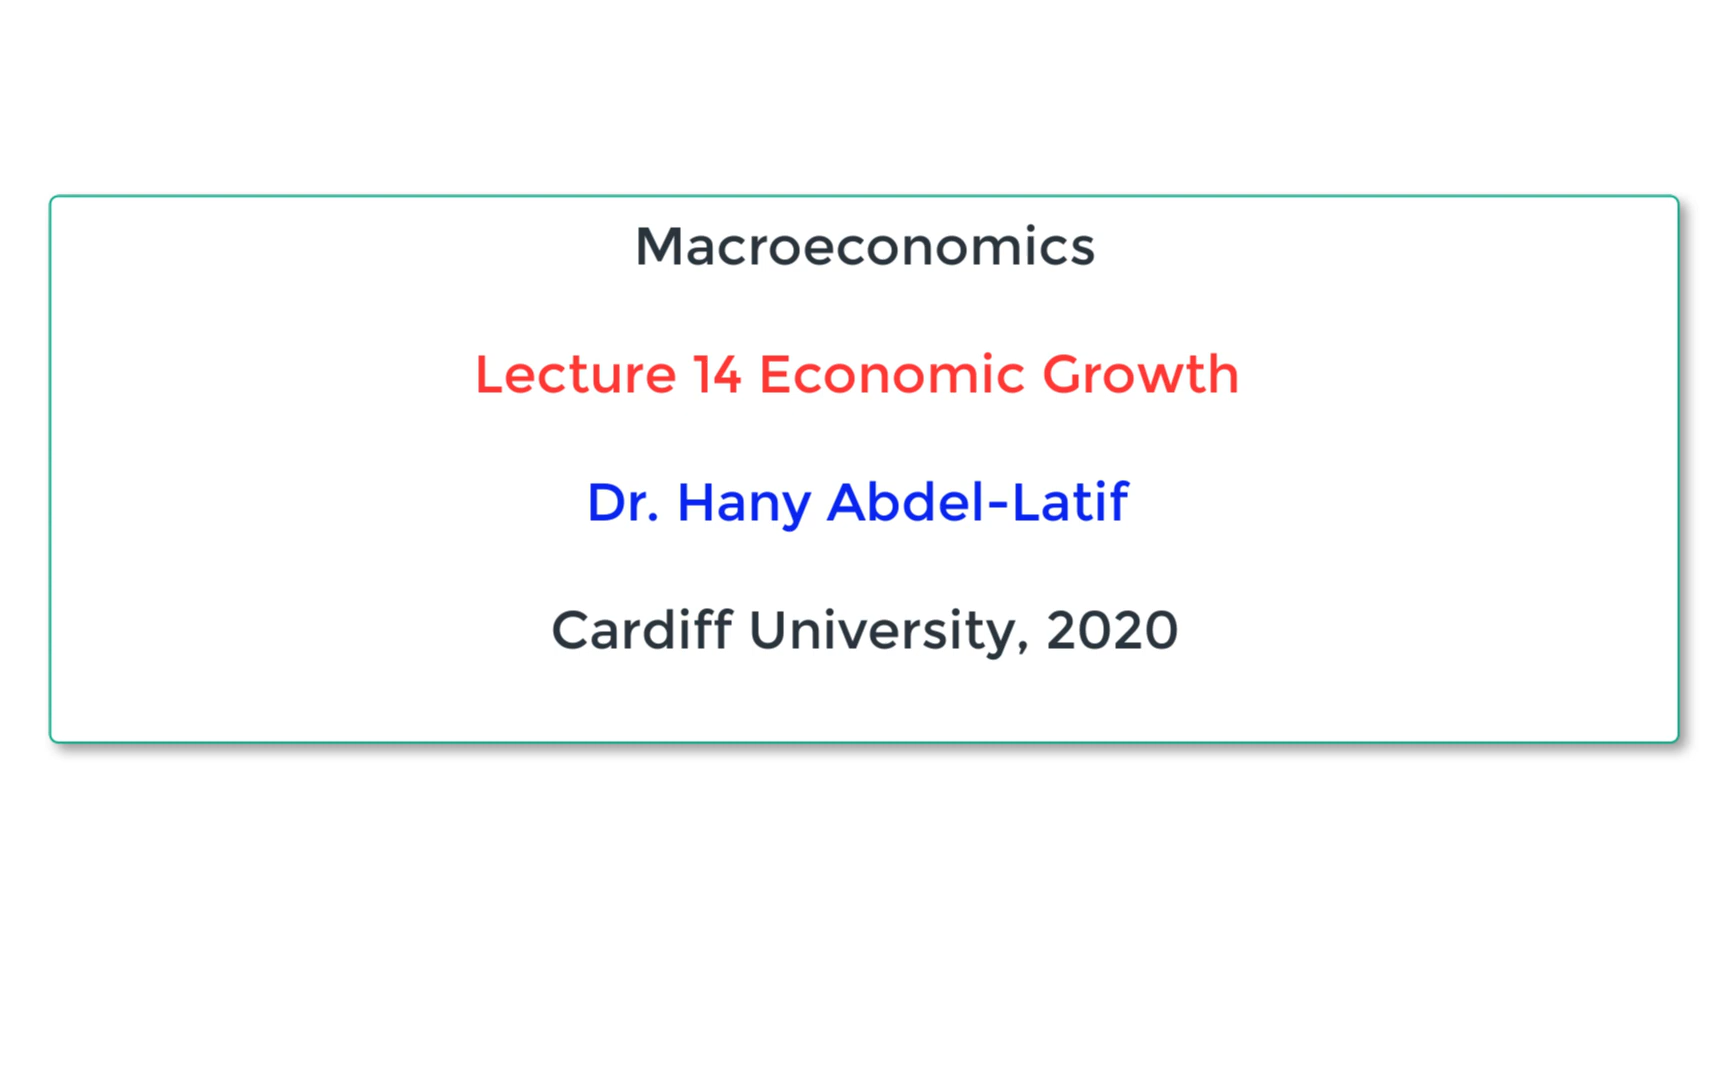 Macroeconomics
Lecture 14 Economic Growth
Dr. Hany Abdel-Latif
Cardiff University, 2020